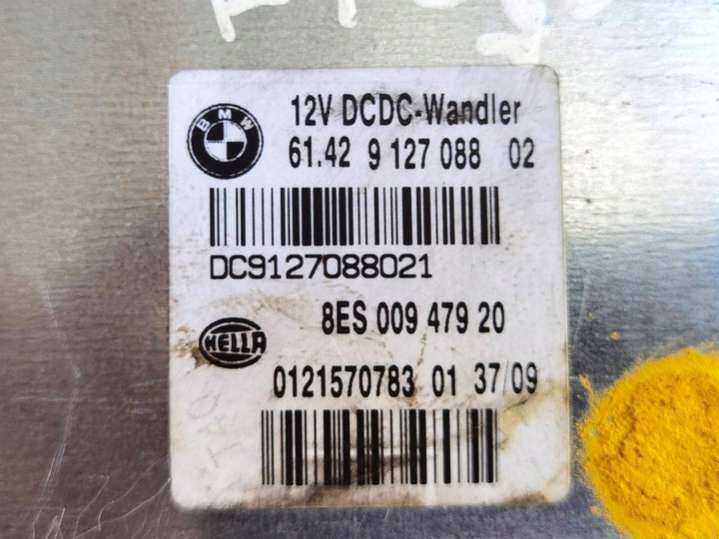 BMW
12V DCDC-Wandler
61.42 9 127 088 02
DC9127088021
8ES 009 479 20
HELLA
0121570783 01 37/09